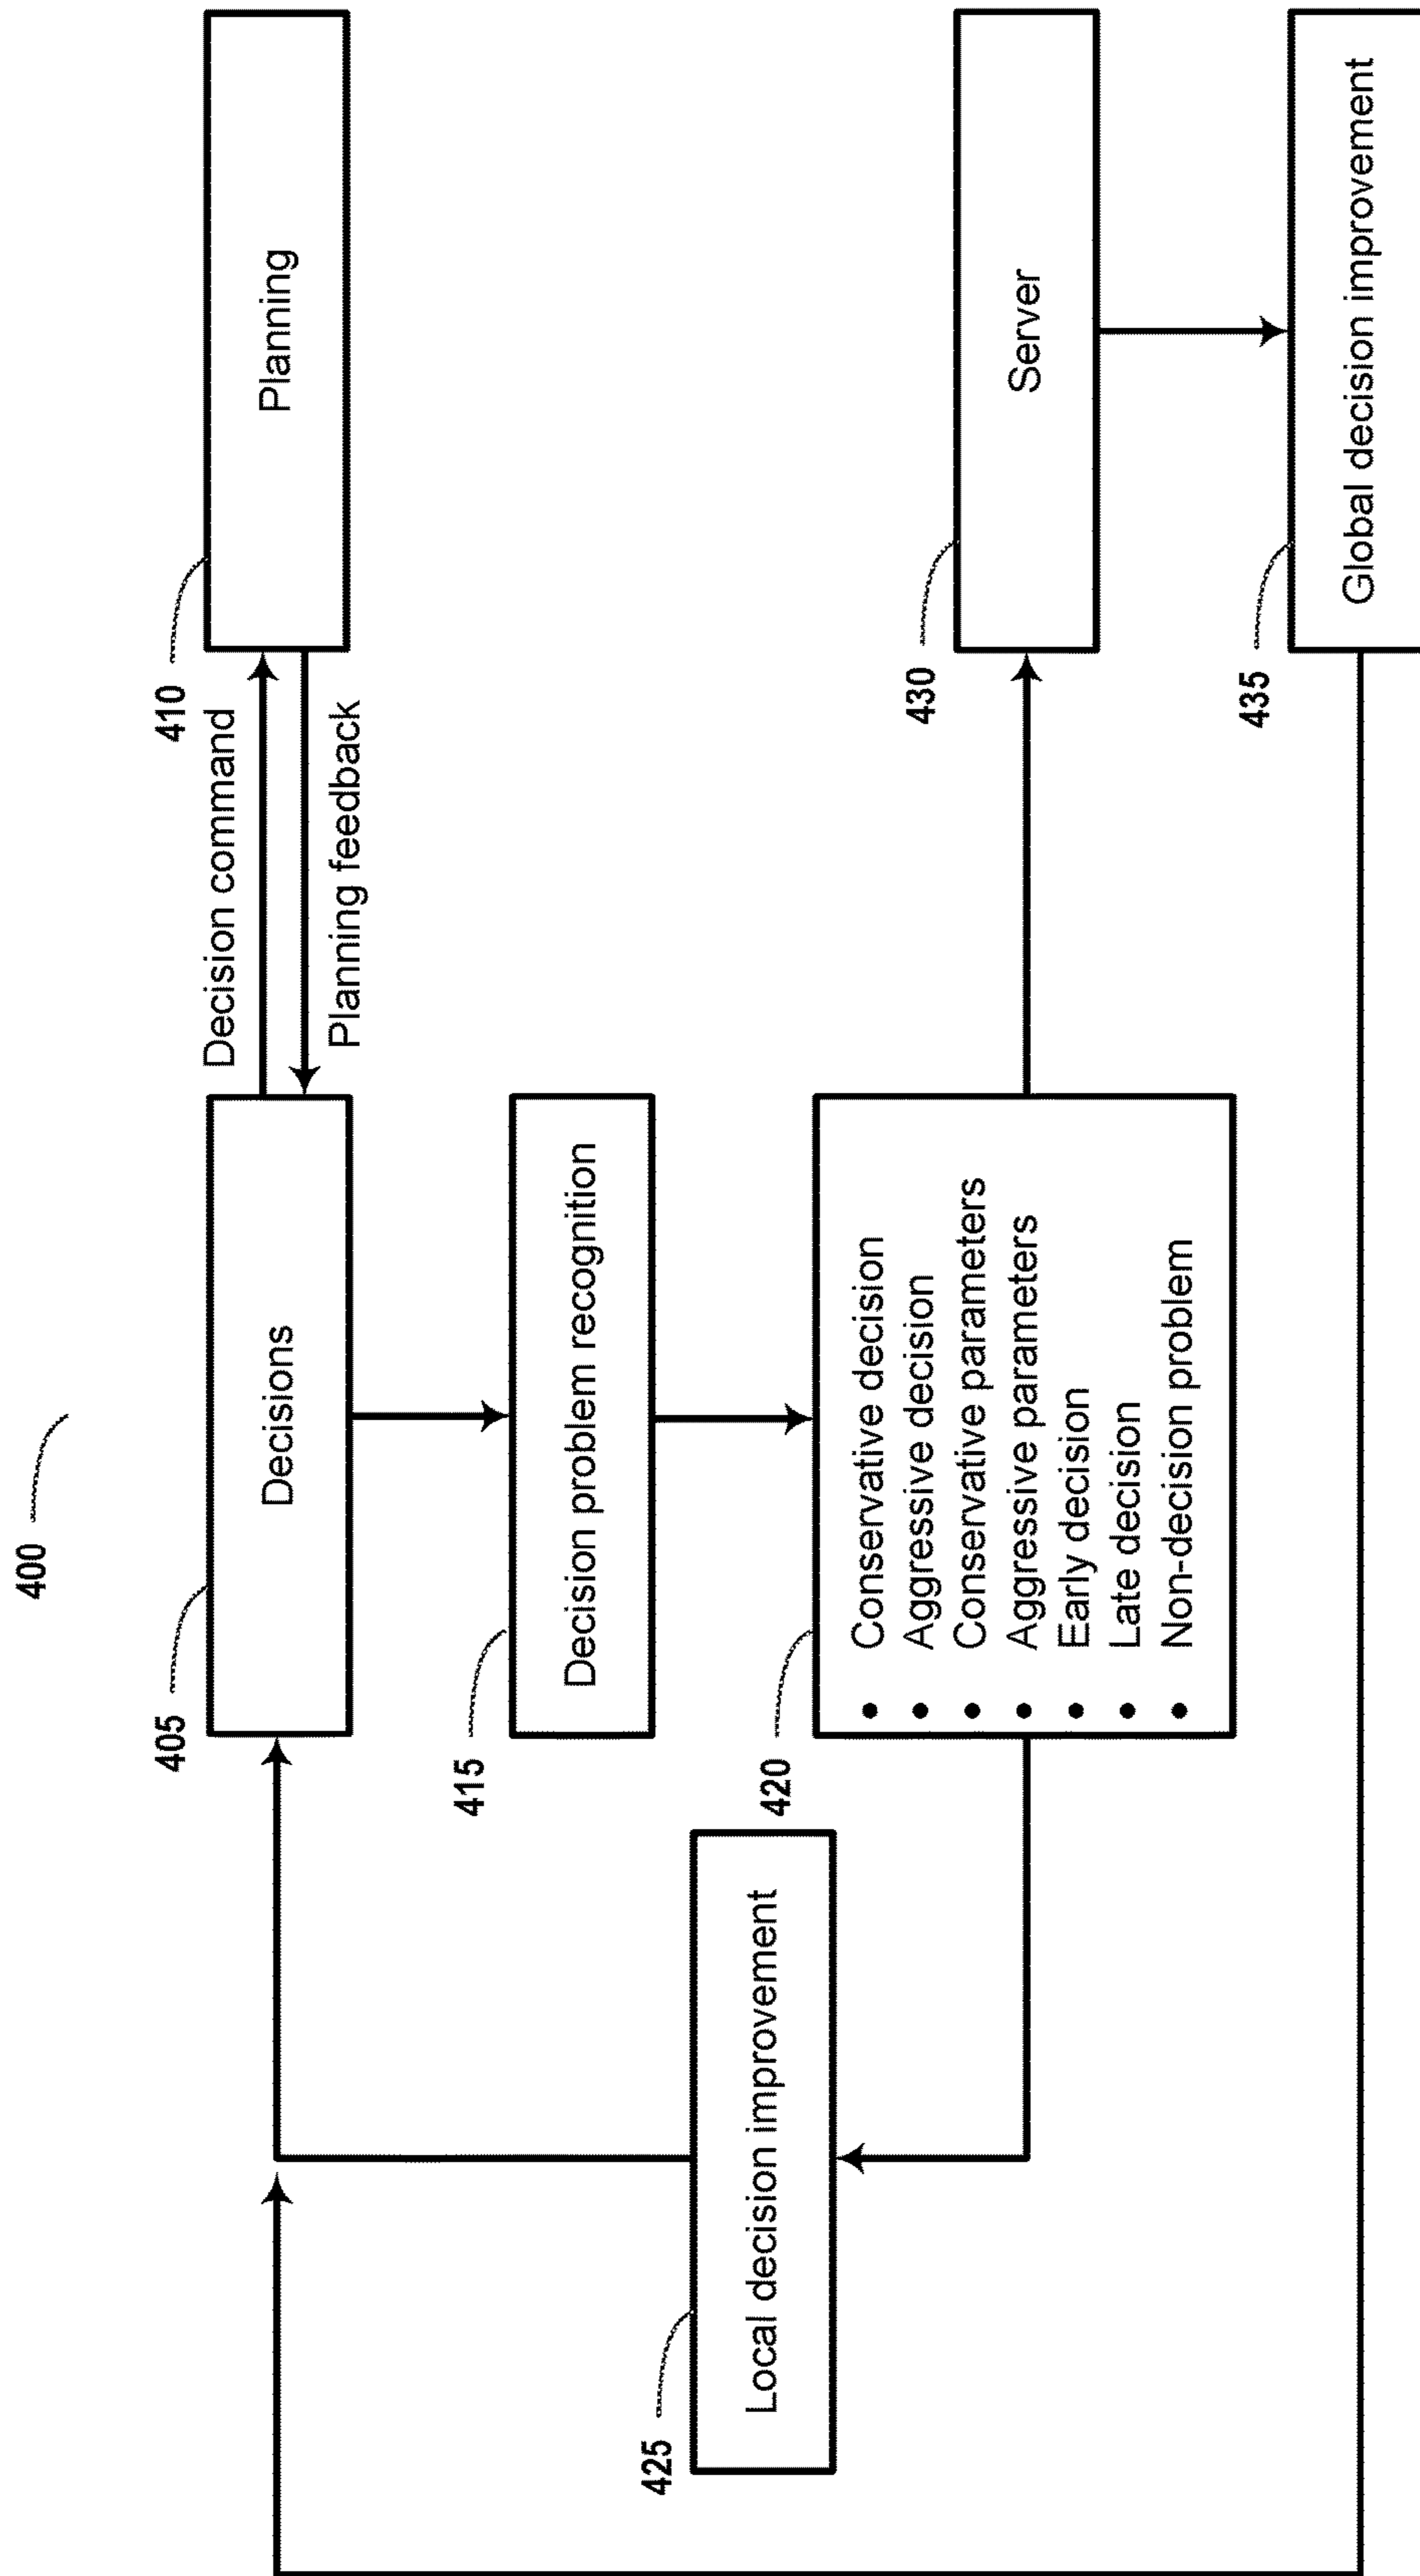 400
405
Decisions
Decision command
Planning feedback
410
Planning
415
Decision problem recognition
420
• Conservative decision
• Aggressive decision
• Conservative parameters
• Aggressive parameters
• Early decision
• Late decision
• Non-decision problem
425
Local decision improvement
430
Server
435
Global decision improvement